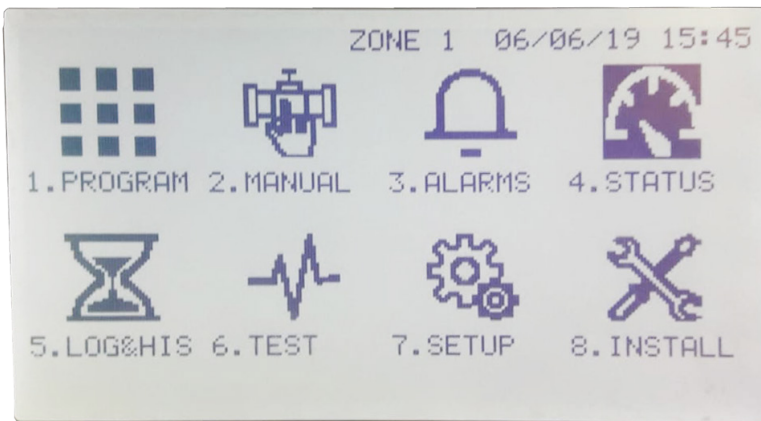 ZONE 1 06/06/19 15:45
1.PROGRAM 2.MANUAL 3.ALARMS 4.STATUS
5.LOG&HIS 6.TEST 7.SETUP 8.INSTALL